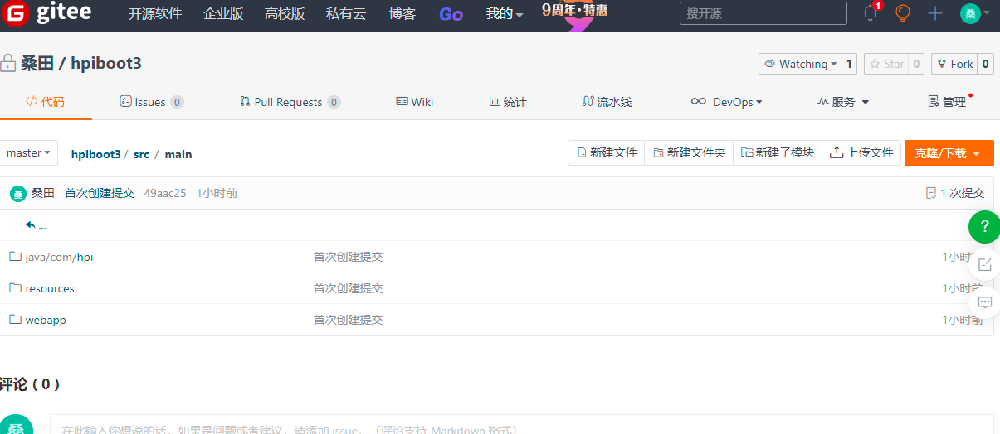 gitee 开源软件 企业版 高校版 私有云 博客 Go 我的 9周年·特惠 搜开源 1 桑
桑田 / hpiboot3 Watching 1 Star 0 Fork 0
代码 Issues 0 Pull Requests 0 Wiki 统计 流水线 DevOps 服务 管理
master hpiboot3 / src / main 新建文件 新建文件夹 新建子模块 上传文件 克隆/下载
桑 桑田 首次创建提交 49aac25 1小时前 1 次提交
... ?
java/com/hpi 首次创建提交 1小时
resources 首次创建提交 1小时前
webapp 首次创建提交 1小时前
评论 ( 0 )
桑 在此输入你想说的话，如果是问题或者建议，请添加 issue。（评论支持 Markdown 格式）